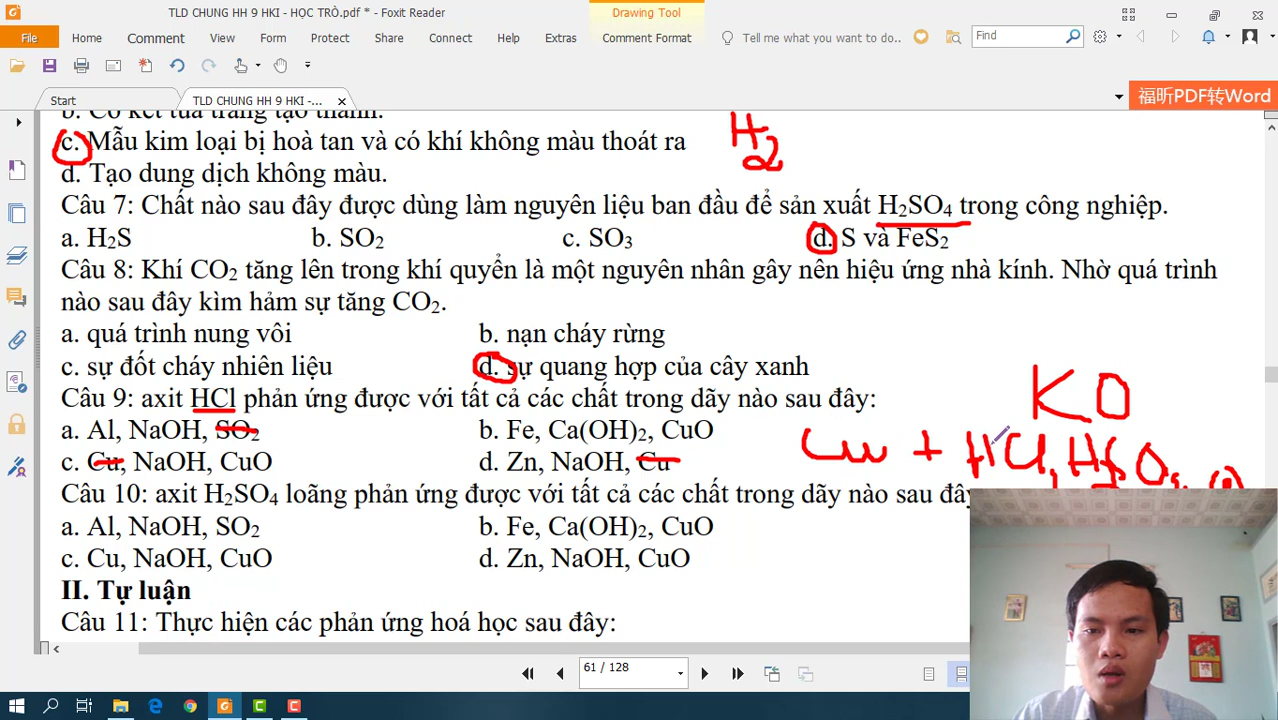 TLD CHUNG HH 9 HKI - HỌC TRÒ.pdf * - Foxit Reader
Drawing Tool
File Home Comment View Form Protect Share Connect Help Extras Comment Format Tell me what you want to do.. Find
Start TLD CHUNG HH 9 HKI -...
福昕PDF转Word
b. Có kết tủa trắng tạo thành.
c. Mẫu kim loại bị hoà tan và có khí không màu thoát ra
H2
d. Tạo dung dịch không màu.
Câu 7: Chất nào sau đây được dùng làm nguyên liệu ban đầu để sản xuất H2SO4 trong công nghiệp.
a. H2S b. SO2 c. SO3 d. S và FeS2
Câu 8: Khí CO2 tăng lên trong khí quyển là một nguyên nhân gây nên hiệu ứng nhà kính. Nhờ quá trình
nào sau đây kìm hảm sự tăng CO2.
a. quá trình nung vôi b. nạn cháy rừng
c. sự đốt cháy nhiên liệu d. sự quang hợp của cây xanh
KO
Câu 9: axit HCl phản ứng được với tất cả các chất trong dãy nào sau đây:
a. Al, NaOH, SO2 b. Fe, Ca(OH)2, CuO
Cu + HCl, H2SO4
c. Cu, NaOH, CuO d. Zn, NaOH, Cu
Câu 10: axit H2SO4 loãng phản ứng được với tất cả các chất trong dãy nào sau đây
a. Al, NaOH, SO2 b. Fe, Ca(OH)2, CuO
c. Cu, NaOH, CuO d. Zn, NaOH, CuO
II. Tự luận
Câu 11: Thực hiện các phản ứng hoá học sau đây:
61 / 128